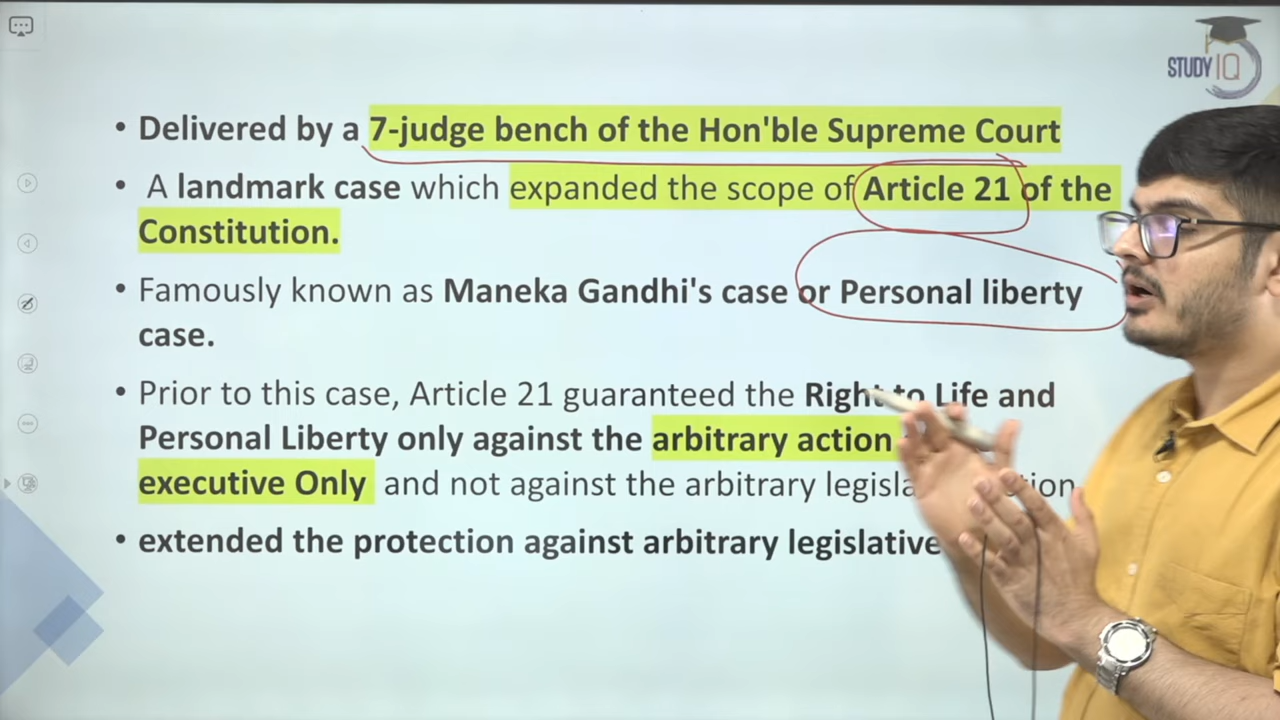 STUDY IQ
• Delivered by a 7-judge bench of the Hon'ble Supreme Court
• A landmark case which expanded the scope of Article 21 of the
Constitution.
• Famously known as Maneka Gandhi's case or Personal liberty
case.
• Prior to this case, Article 21 guaranteed the Right to Life and
Personal Liberty only against the arbitrary action
executive Only and not against the arbitrary
• extended the protection against arbitrary legislative